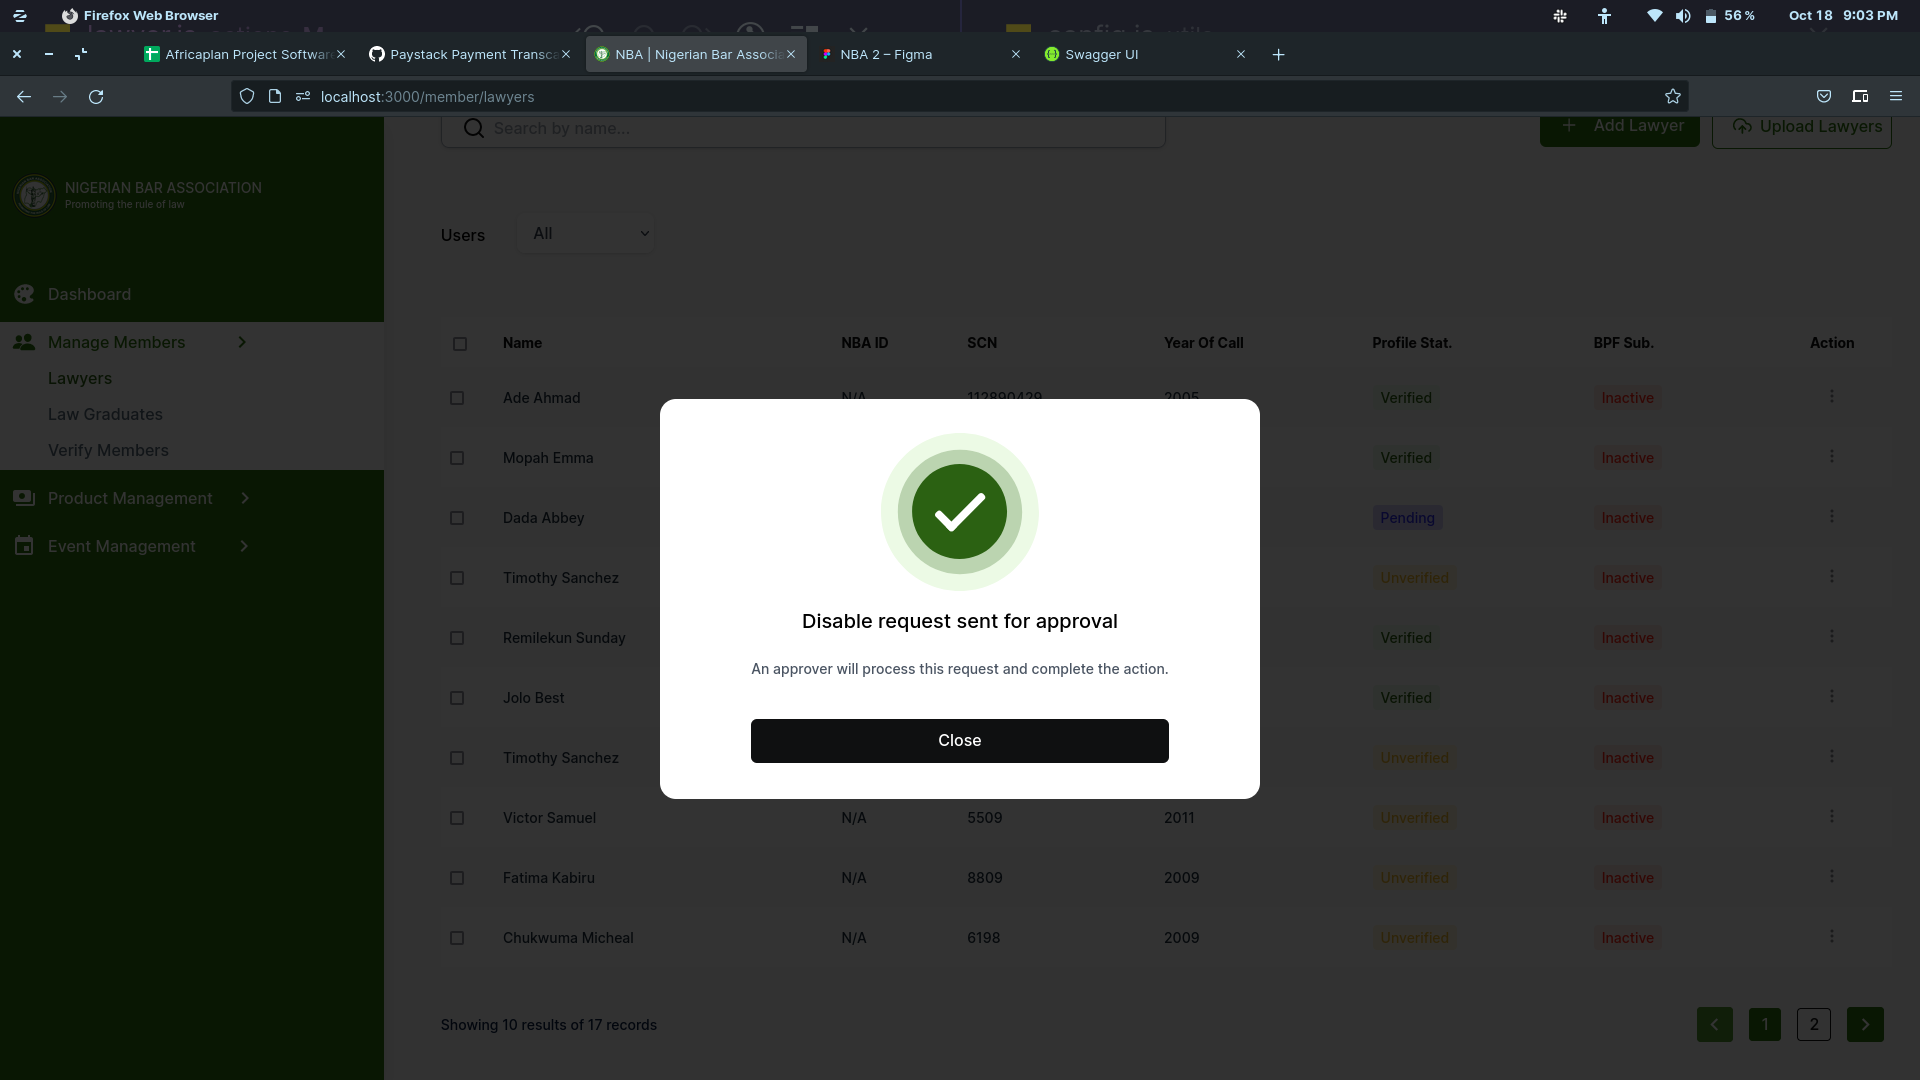 Firefox Web Browser
56 %
Oct 18 9:03 PM
Africaplan Project Softwar
Paystack Payment Transca
NBA | Nigerian Bar Associa
NBA 2 – Figma
Swagger UI
localhost:3000/member/lawyers
Search by name...
Add Lawyer
Upload Lawyers
NIGERIAN BAR ASSOCIATION
Promoting the rule of law
Users
All
Dashboard
Manage Members
Lawyers
Law Graduates
Verify Members
Product Management
Event Management
Name NBA ID SCN Year Of Call Profile Stat. BPF Sub. Action
Ade Ahmad N/A 112890429 2005 Verified Inactive
Mopah Emma Verified Inactive
Dada Abbey Pending Inactive
Timothy Sanchez Unverified Inactive
Remilekun Sunday Verified Inactive
Jolo Best Verified Inactive
Timothy Sanchez Unverified Inactive
Victor Samuel N/A 5509 2011 Unverified Inactive
Fatima Kabiru N/A 8809 2009 Unverified Inactive
Chukwuma Micheal N/A 6198 2009 Unverified Inactive
Disable request sent for approval
An approver will process this request and complete the action.
Close
Showing 10 results of 17 records
1
2